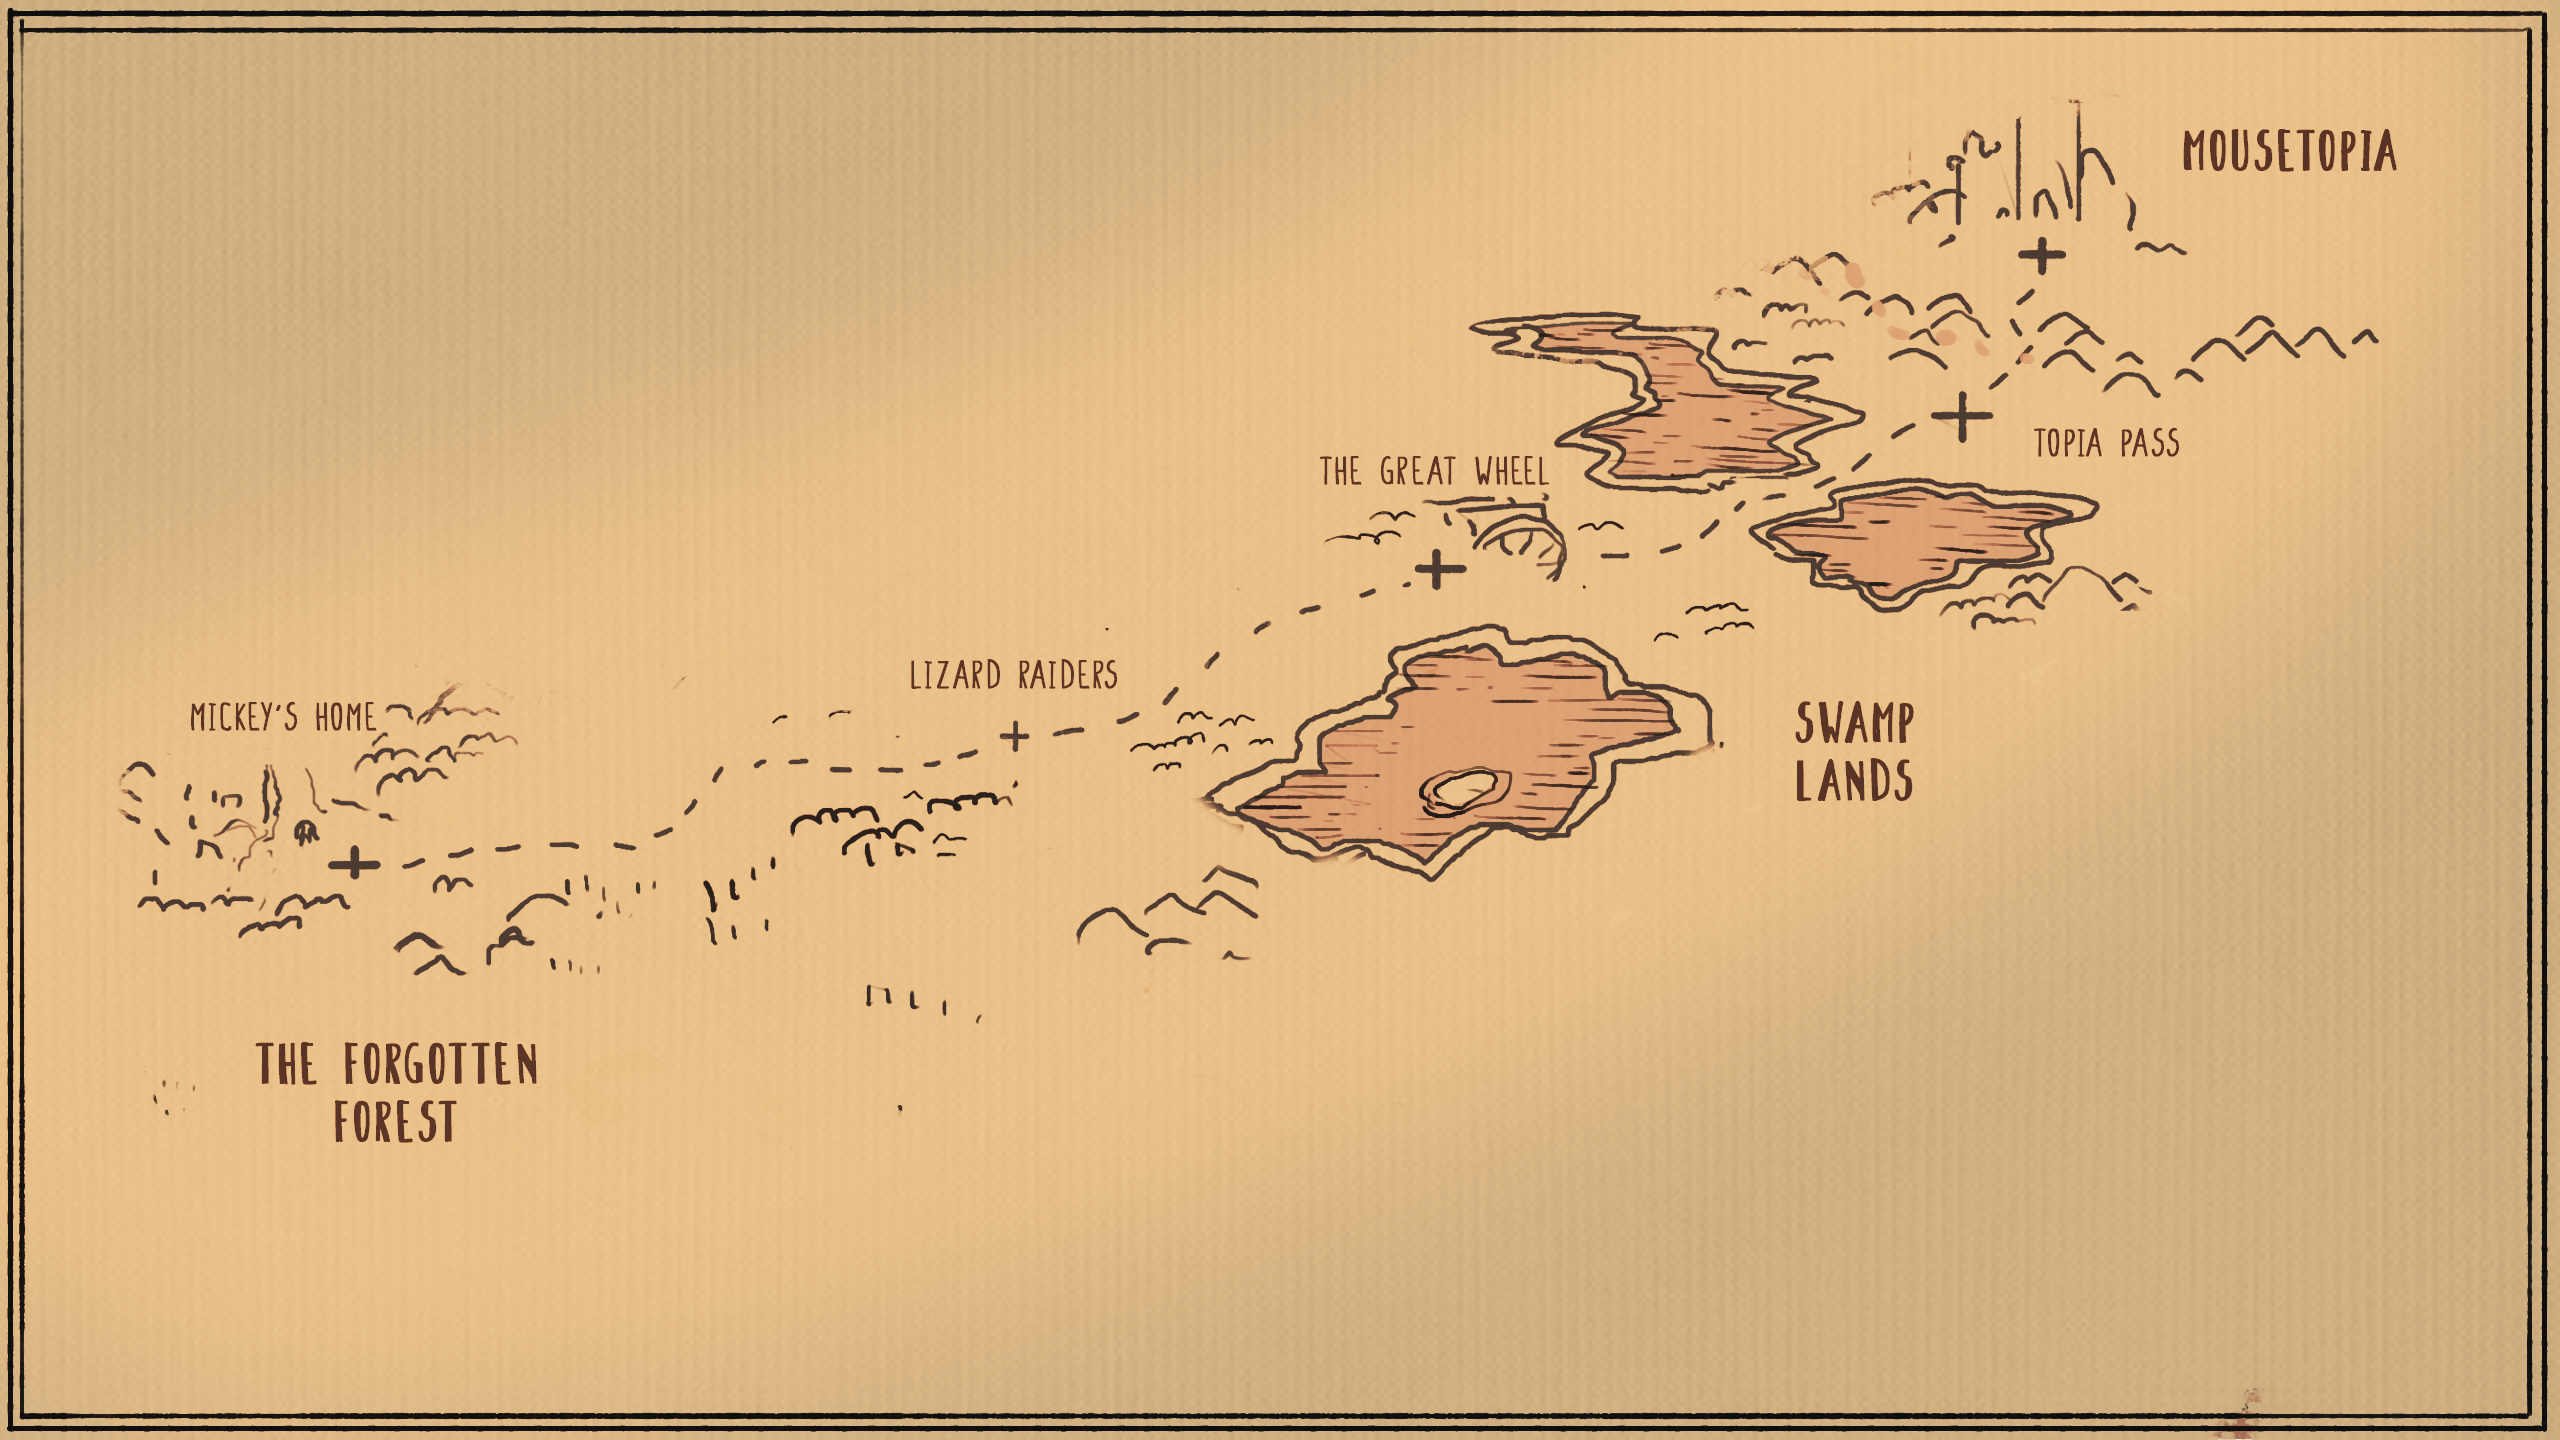 MOUSETOPIA
TOPIA PASS
THE GREAT WHEEL
LIZARD RAIDERS
MICKEY'S HOME
SWAMP
LANDS
THE FORGOTTEN
FOREST